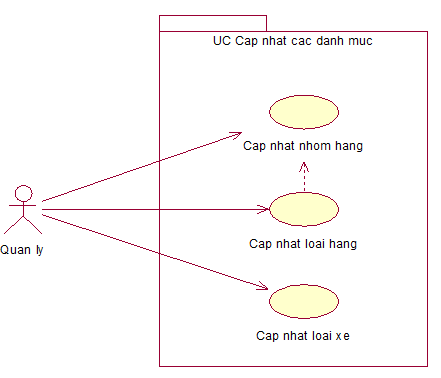 UC Cap nhat cac danh muc
Cap nhat nhom hang
Cap nhat loai hang
Quan ly
Cap nhat loai xe